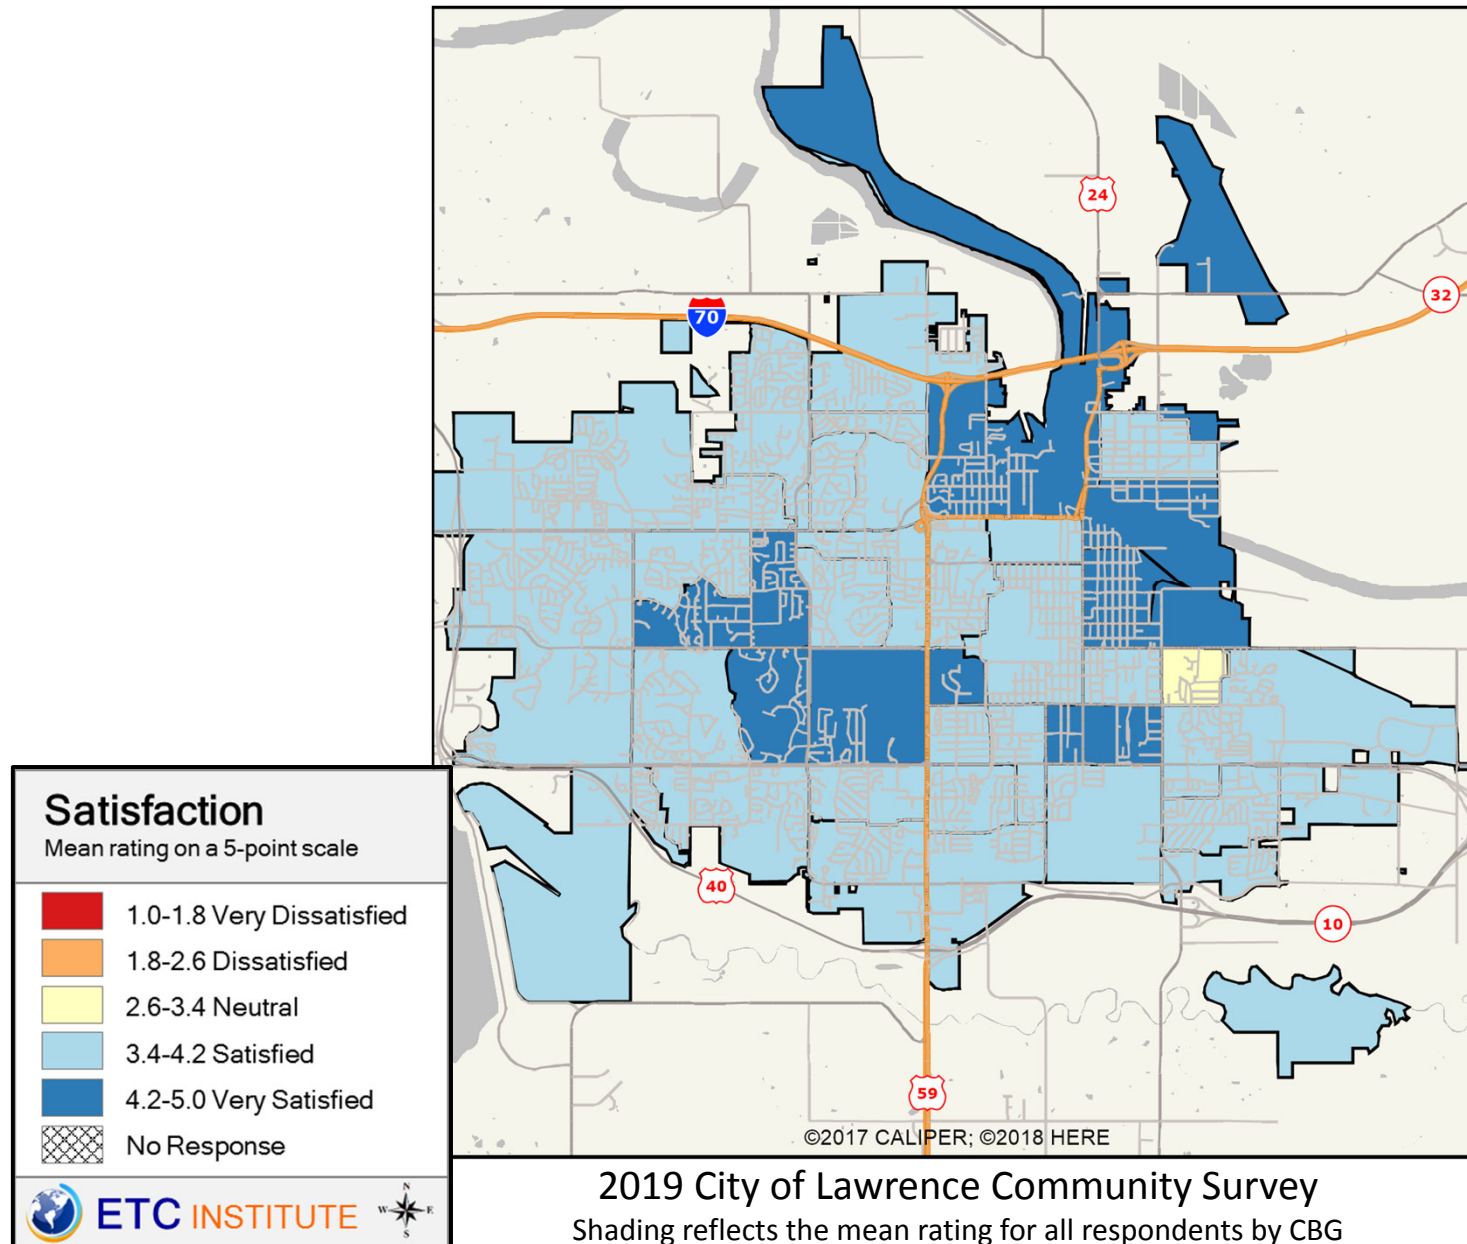 24
32
70
Satisfaction
Mean rating on a 5-point scale
1.0-1.8 Very Dissatisfied
1.8-2.6 Dissatisfied
2.6-3.4 Neutral
3.4-4.2 Satisfied
4.2-5.0 Very Satisfied
No Response
ETC INSTITUTE
N
W E
S
40
10
59
©2017 CALIPER; ©2018 HERE
2019 City of Lawrence Community Survey
Shading reflects the mean rating for all respondents by CBG